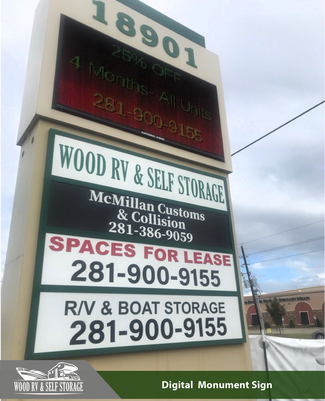 18901
25% OFF
4 Months- All Units
281-900-9155
WOOD RV & SELF STORAGE
McMillan Customs
& Collision
281-386-9059
SPACES FOR LEASE
281-900-9155
R/V & BOAT STORAGE
281-900-9155
WOOD RV & SELF STORAGE
Digital Monument Sign